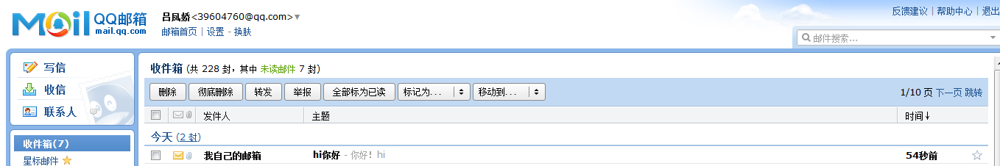 Mail QQ邮箱 mail.qq.com
吕凤娇<39604760@qq.com>
邮箱首页 | 设置 - 换肤
反馈建议 | 帮助中心 | 退出
邮件搜索...
写信
收信
联系人
收件箱(7)
星标邮件
收件箱 (共 228 封，其中 未读邮件 7 封)
删除 彻底删除 转发 举报 全部标为已读 标记为... 移动到... 1/10 页 下一页 跳转
发件人 主题 时间↓
今天 (2 封)
我自己的邮箱 hi你好 - 你好！hi 54秒前